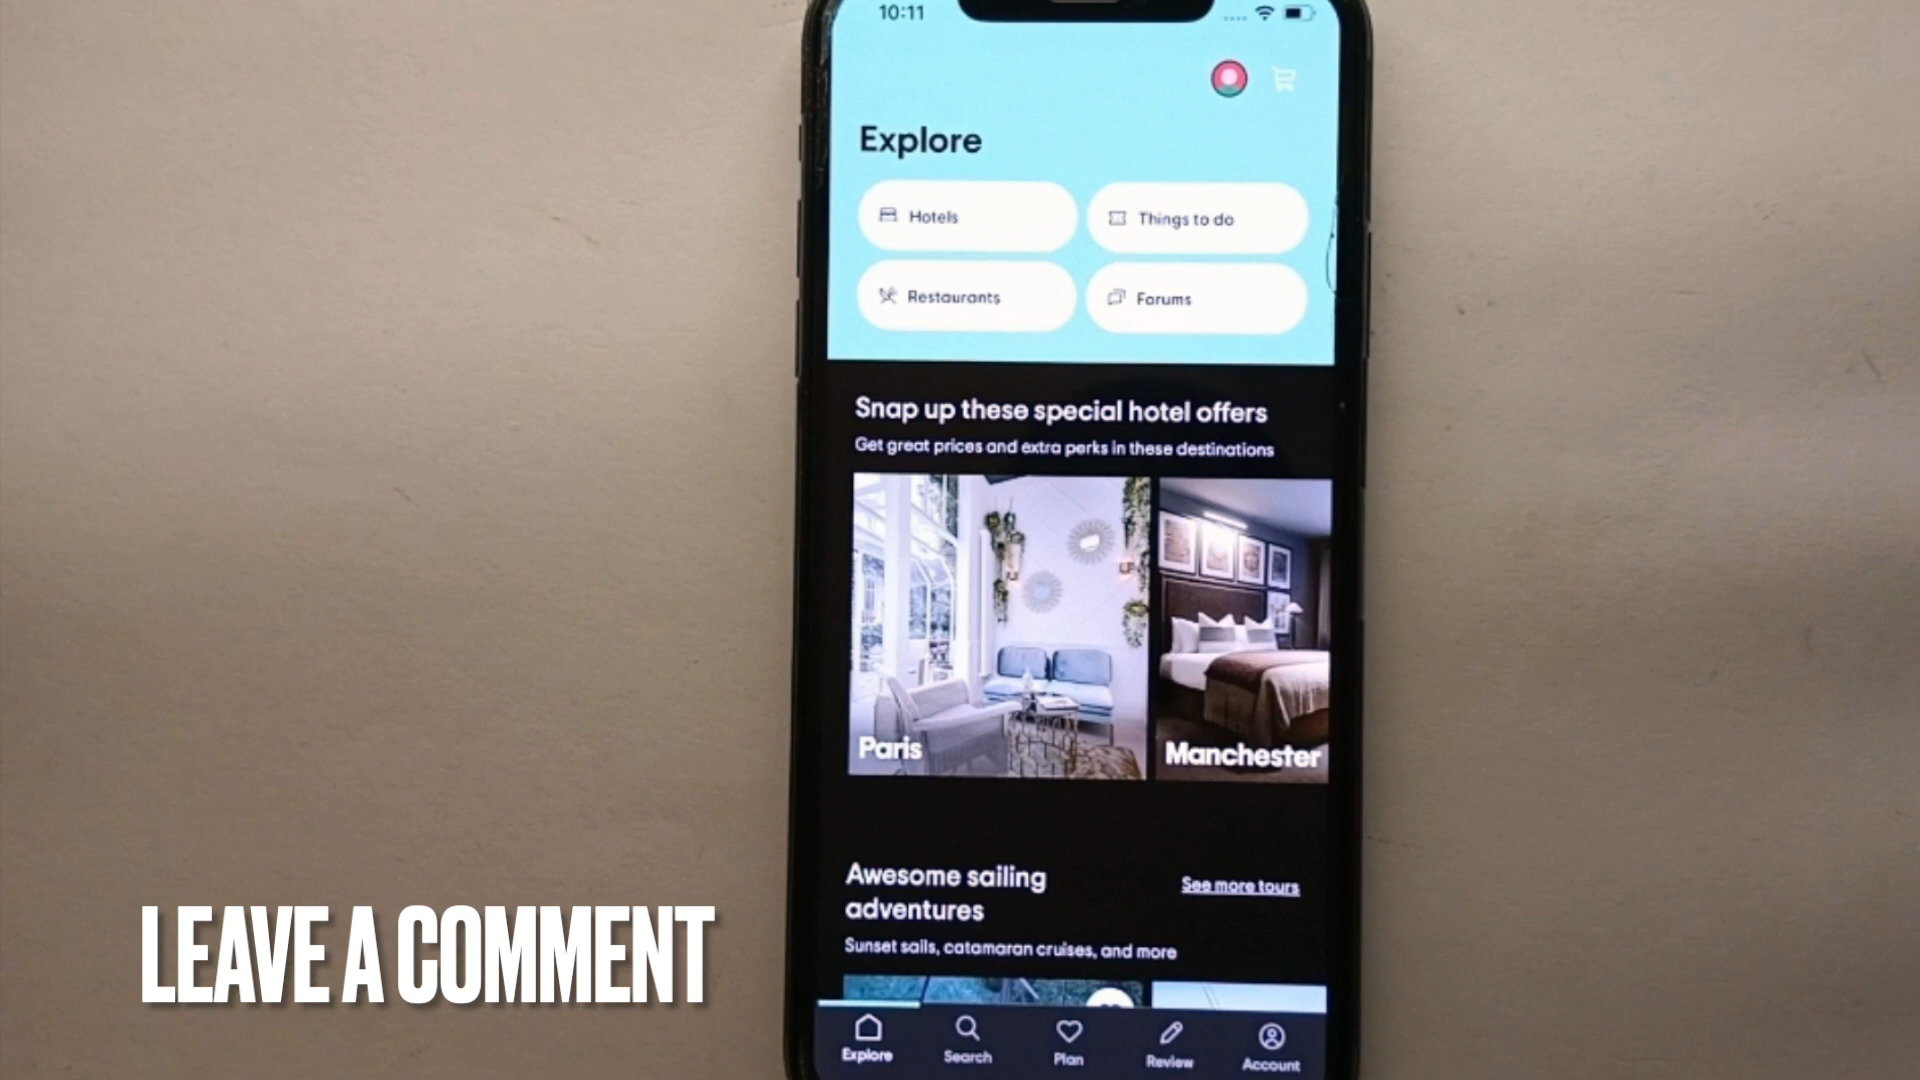 10:11
Explore
Hotels
Things to do
Restaurants
Forums
Snap up these special hotel offers
Get great prices and extra perks in these destinations
Paris
Manchester
Awesome sailing
adventures
See more tours
Sunset sails, catamaran cruises, and more
Explore
Search
Plan
Review
Account
LEAVE A COMMENT